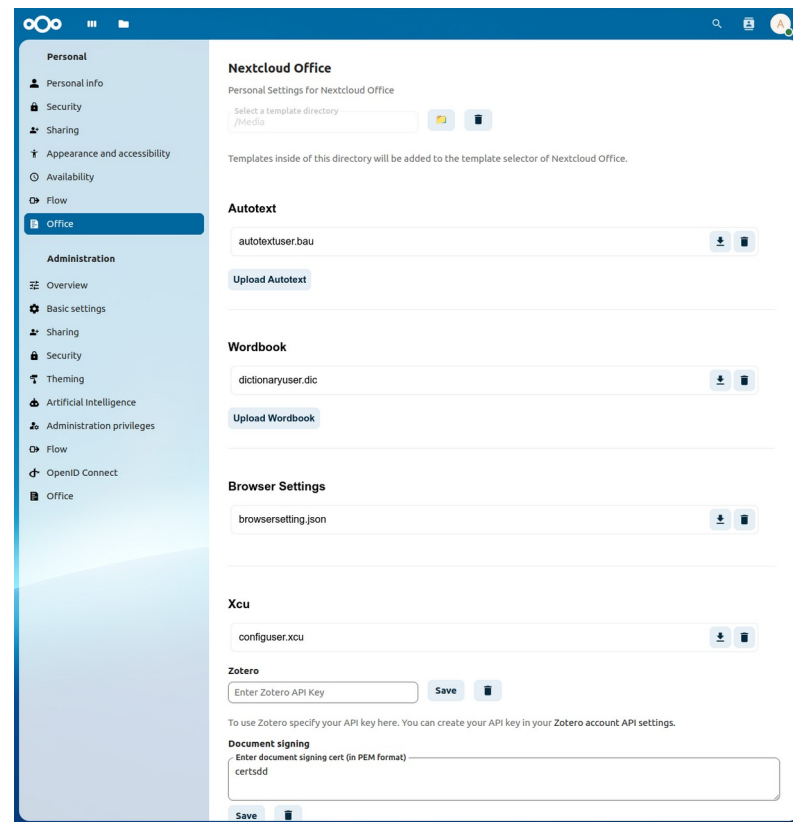 A
Personal
Personal info
Security
Sharing
Appearance and accessibility
Availability
Flow
Office
Administration
Overview
Basic settings
Sharing
Security
Theming
Artificial Intelligence
Administration privileges
Flow
OpenID Connect
Office
Nextcloud Office
Personal Settings for Nextcloud Office
Select a template directory
/Media
Templates inside of this directory will be added to the template selector of Nextcloud Office.
Autotext
autotextuser.bau
Upload Autotext
Wordbook
dictionaryuser.dic
Upload Wordbook
Browser Settings
browsersetting.json
Xcu
configuser.xcu
Zotero
Enter Zotero API Key
Save
To use Zotero specify your API key here. You can create your API key in your Zotero account API settings.
Document signing
Enter document signing cert (in PEM format)
certsdd
Save